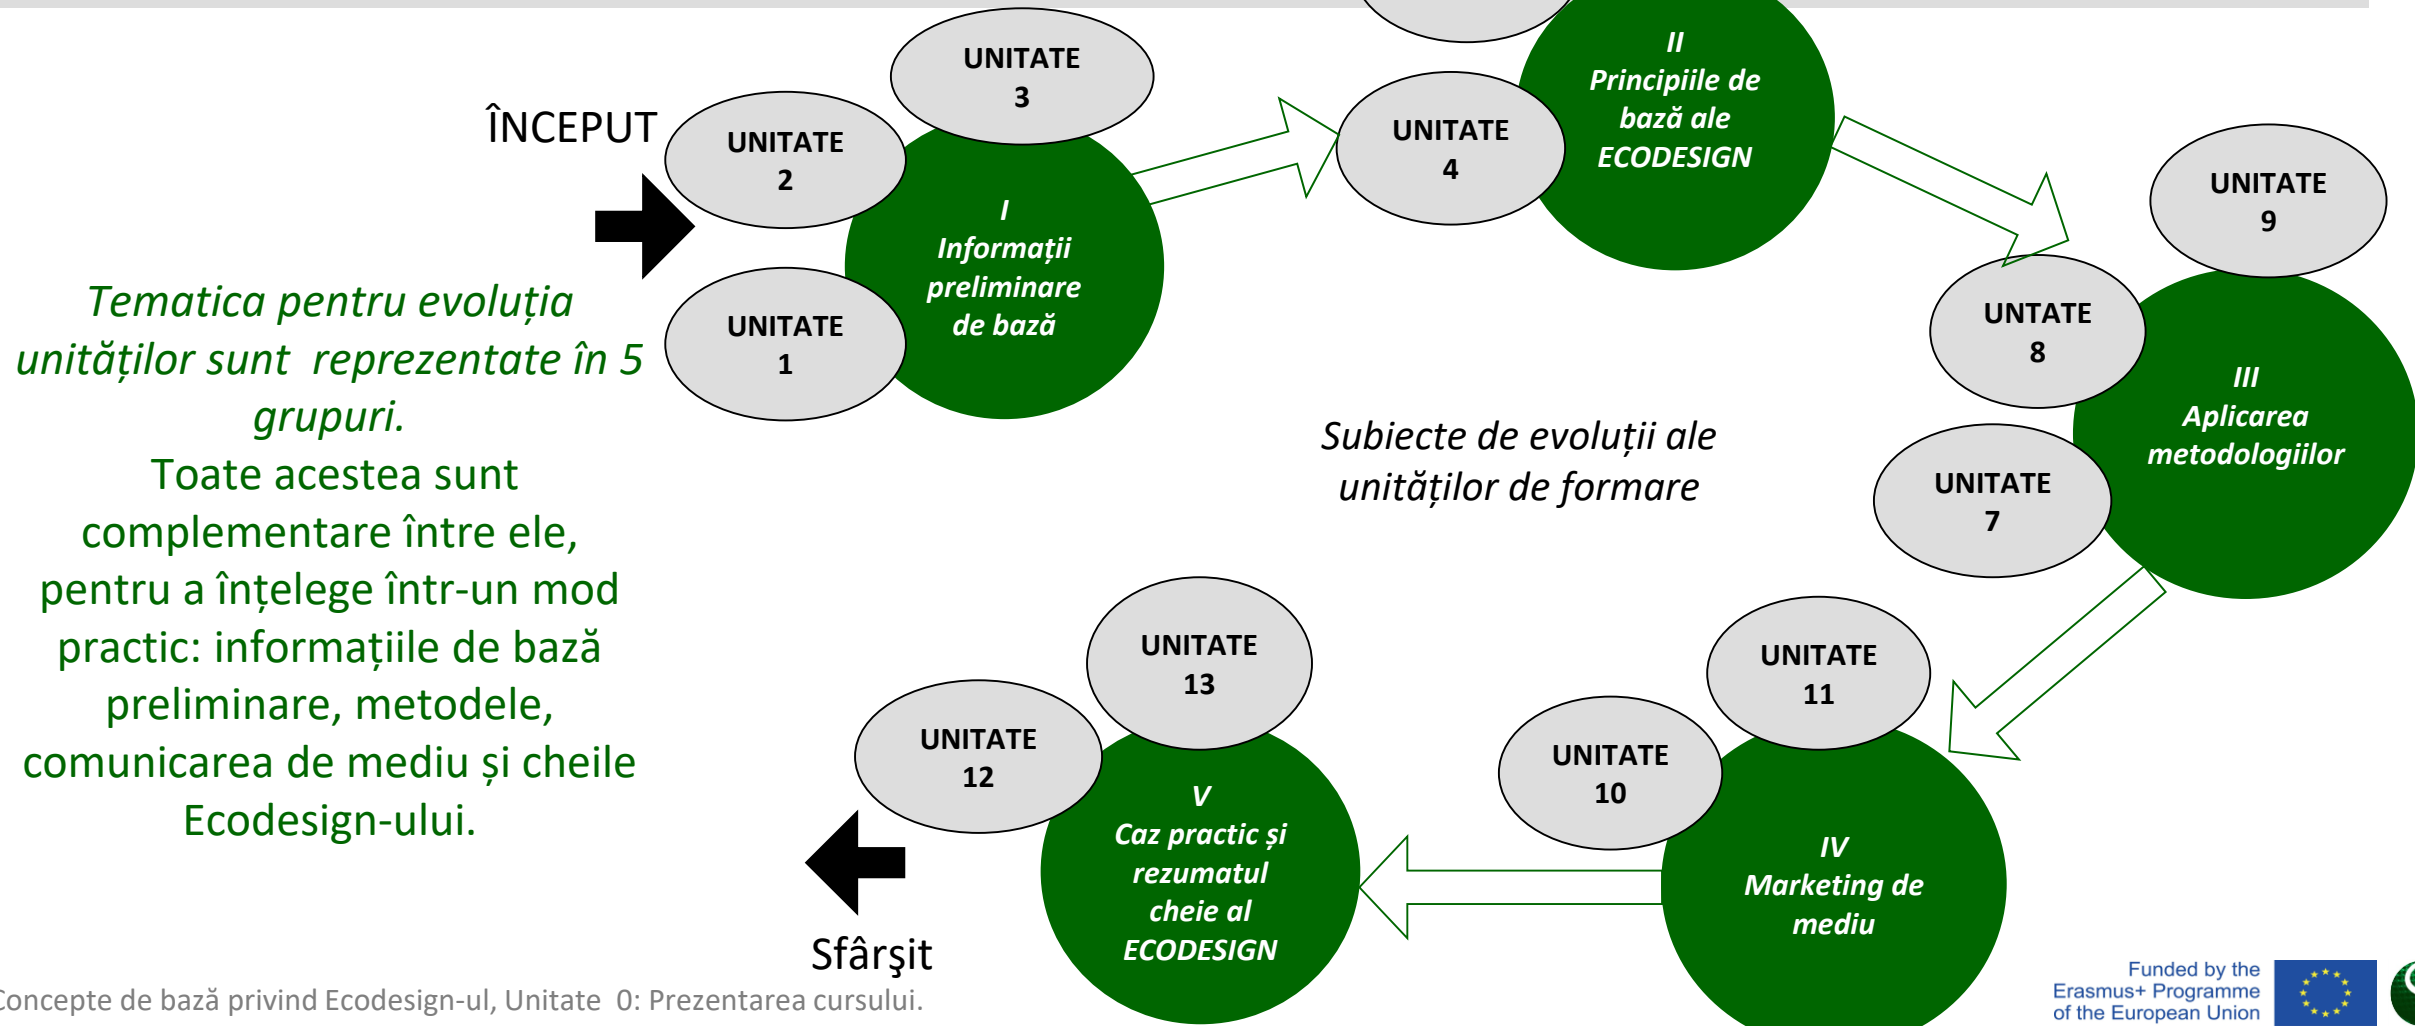 ÎNCEPUT
Tematica pentru evoluția
unităților sunt  reprezentate în 5
grupuri.
Toate acestea sunt
complementare între ele,
pentru a înțelege într-un mod
practic: informațiile de bază
preliminare, metodele,
comunicarea de mediu și cheile
Ecodesign-ului.
UNITATE
3
UNITATE
2
UNITATE
1
I
Informații
preliminare
de bază
UNITATE
4
II
Principiile de
bază ale
ECODESIGN
UNITATE
9
UNTATE
8
UNITATE
7
III
Aplicarea
metodologiilor
Subiecte de evoluții ale
unităților de formare
UNITATE
11
UNITATE
10
IV
Marketing de
mediu
UNITATE
13
UNITATE
12
V
Caz practic și
rezumatul
cheie al
ECODESIGN
Sfârşit
Concepte de bază privind Ecodesign-ul, Unitate  0: Prezentarea cursului.
Funded by the
Erasmus+ Programme
of the European Union